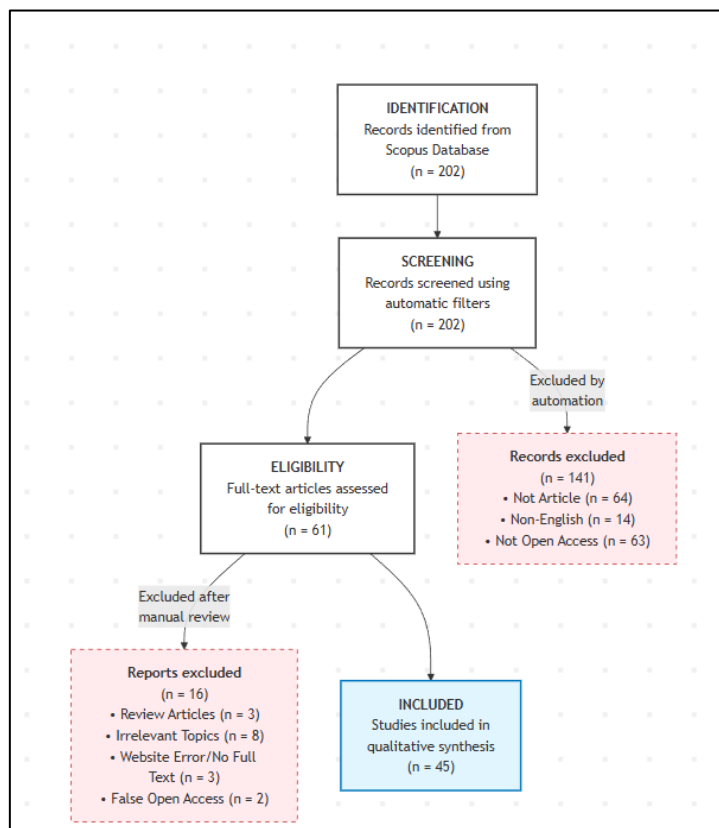 IDENTIFICATION
Records identified from
Scopus Database
(n = 202)
SCREENING
Records screened using
automatic filters
(n = 202)
Excluded by
automation
ELIGIBILITY
Full-text articles assessed
for eligibility
(n = 61)
Records excluded
(n = 141)
• Not Article (n = 64)
• Non-English (n = 14)
• Not Open Access (n = 63)
Excluded after
manual review
Reports excluded
(n = 16)
• Review Articles (n = 3)
• Irrelevant Topics (n = 8)
• Website Error/No Full
Text (n = 3)
• False Open Access (n = 2)
INCLUDED
Studies included in
qualitative synthesis
(n = 45)